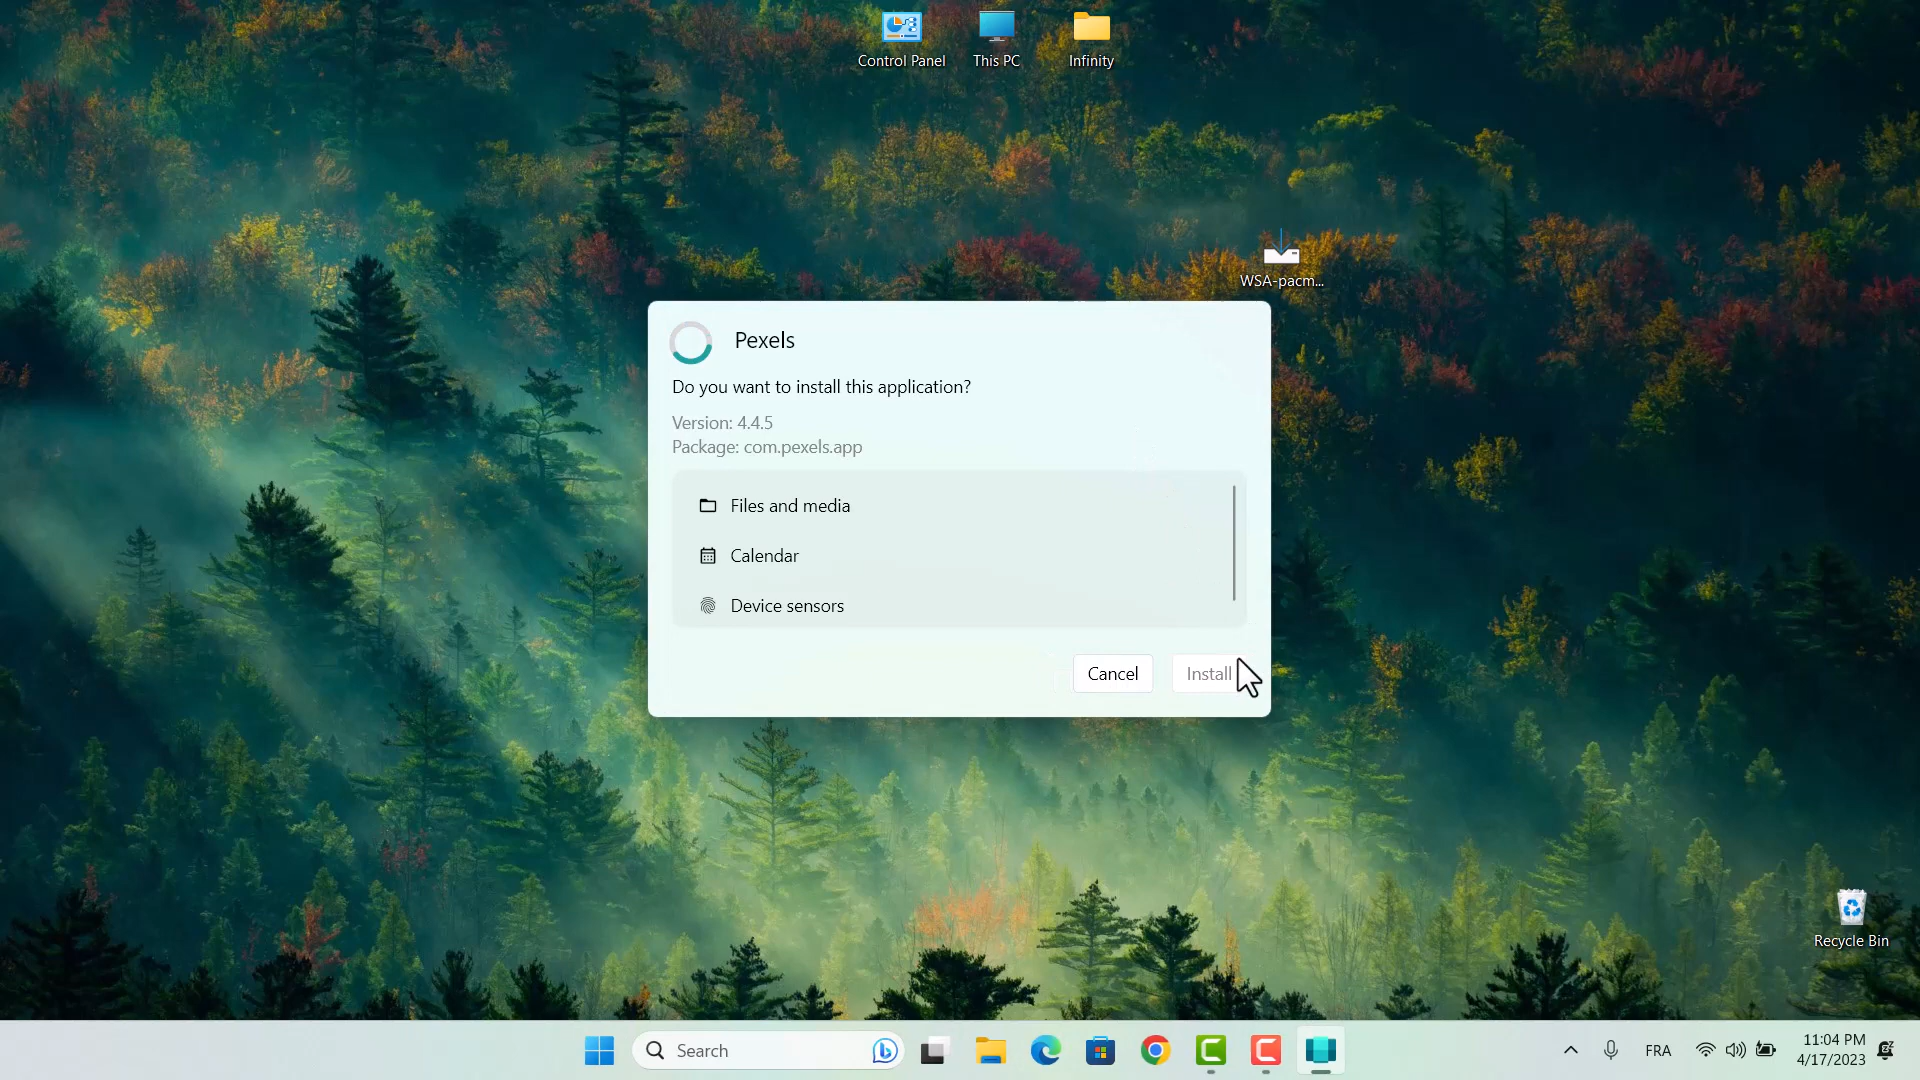 Control Panel
This PC
Infinity
WSA-pacm...
Pexels
Do you want to install this application?
Version: 4.4.5
Package: com.pexels.app
Files and media
Calendar
Device sensors
Cancel
Install
Recycle Bin
Search
FRA
11:04 PM
4/17/2023